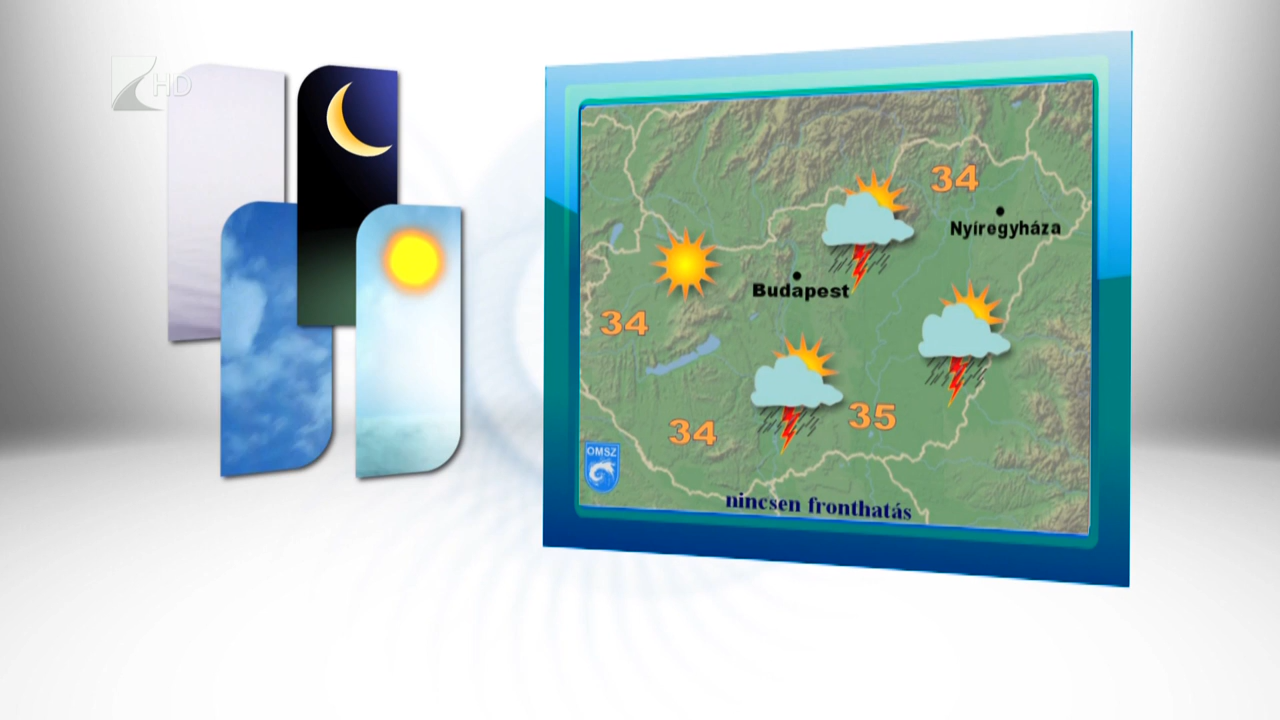 HD
34
Nyíregyháza
Budapest
34
35
34
OMSZ
nincsen fronthatás